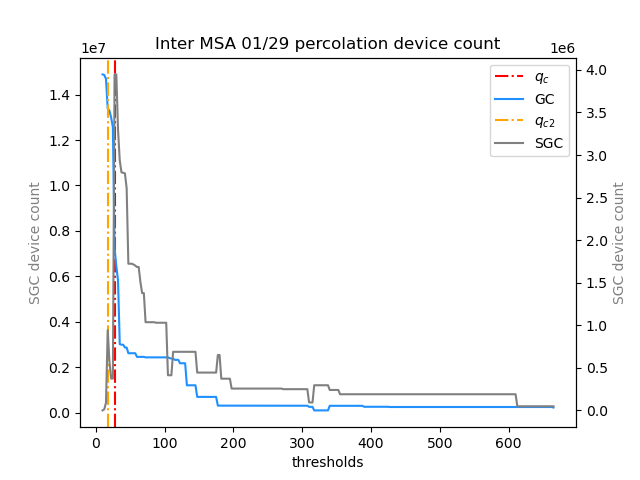 Inter MSA 01/29 percolation device count
1e7
1e6
1.4
1.2
1.0
0.8
0.6
0.4
0.2
0.0
SGC device count
4.0
3.5
3.0
2.5
2.0
1.5
1.0
0.5
0.0
SGC device count
q_c
GC
q_{c2}
SGC
0 100 200 300 400 500 600
thresholds